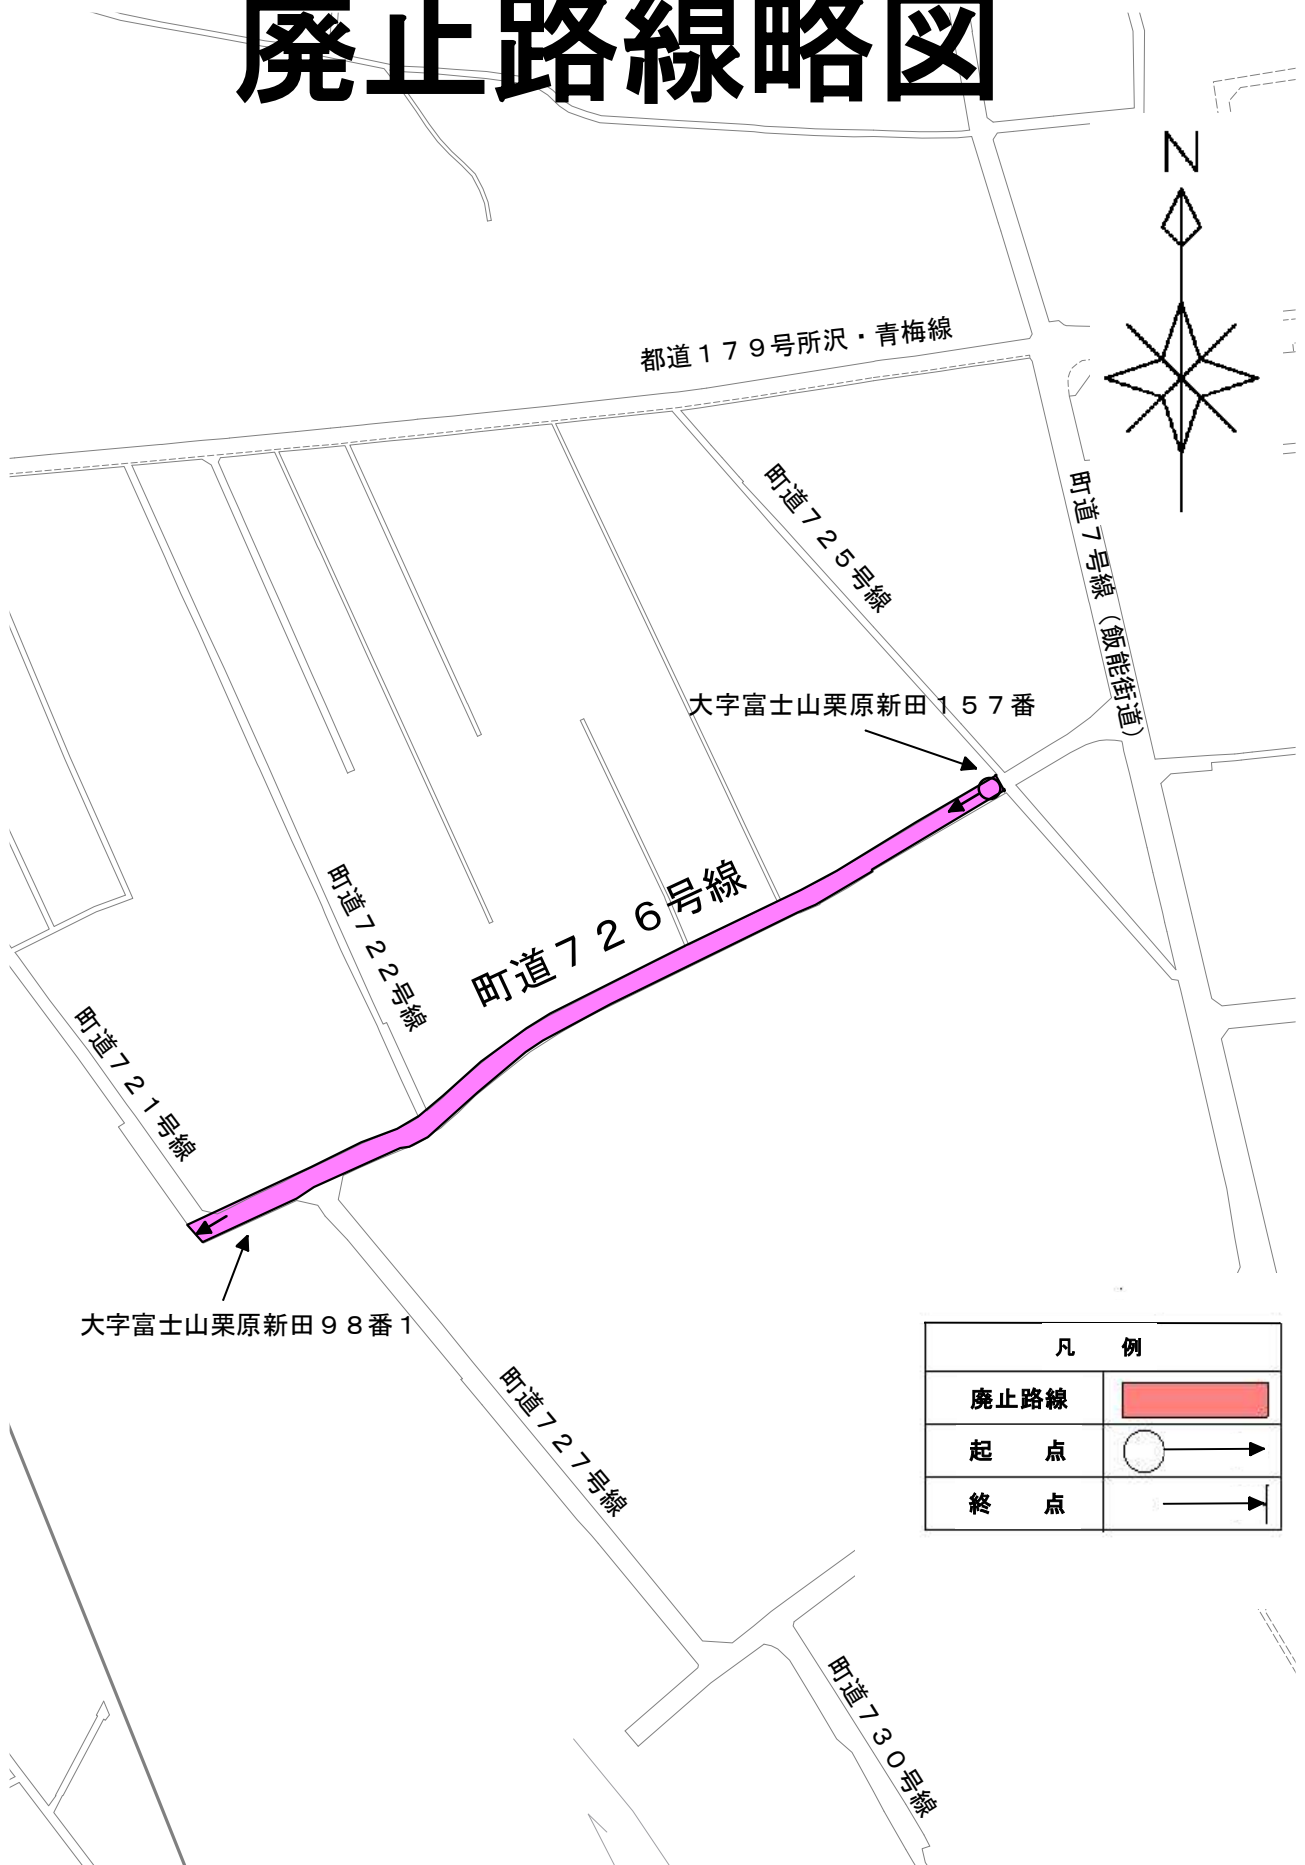 廃止路線略図
N
都道１７９号所沢・青梅線
町道７２５号線
町道７号線（飯能街道）
大字富士山栗原新田１５７番
町道７２６号線
町道７２２号線
町道７２１号線
大字富士山栗原新田９８番１
凡　例
廃止路線
起　点
終　点
町道７２７号線
町道７３０号線